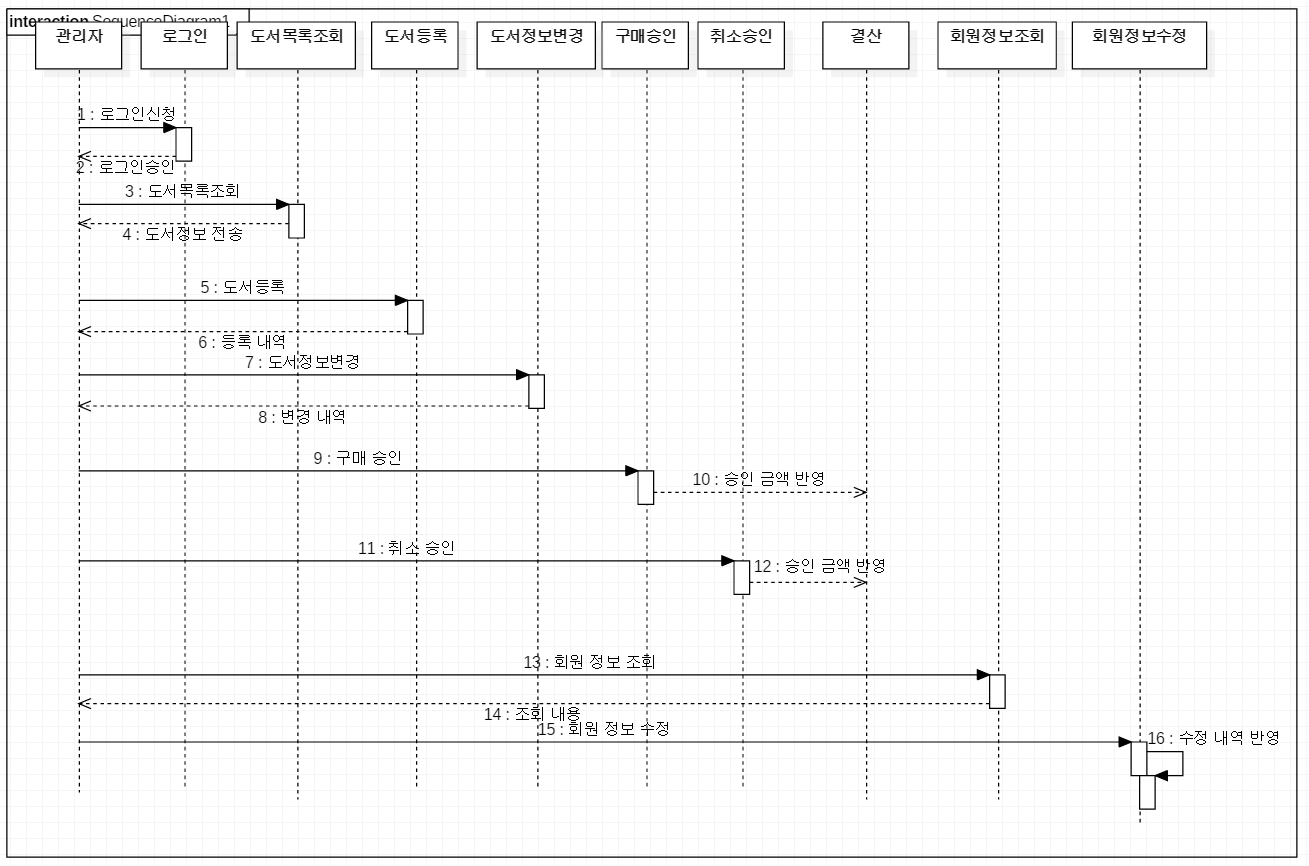 interaction SequenceDiagram1
관리자
로그인
도서목록조회
도서등록
도서정보변경
구매승인
취소승인
결산
회원정보조회
회원정보수정
1 : 로그인신청
2 : 로그인승인
3 : 도서목록조회
4 : 도서정보 전송
5 : 도서등록
6 : 등록 내역
7 : 도서정보변경
8 : 변경 내역
9 : 구매 승인
10 : 승인 금액 반영
11 : 취소 승인
12 : 승인 금액 반영
13 : 회원 정보 조회
14 : 조회 내용
15 : 회원 정보 수정
16 : 수정 내역 반영